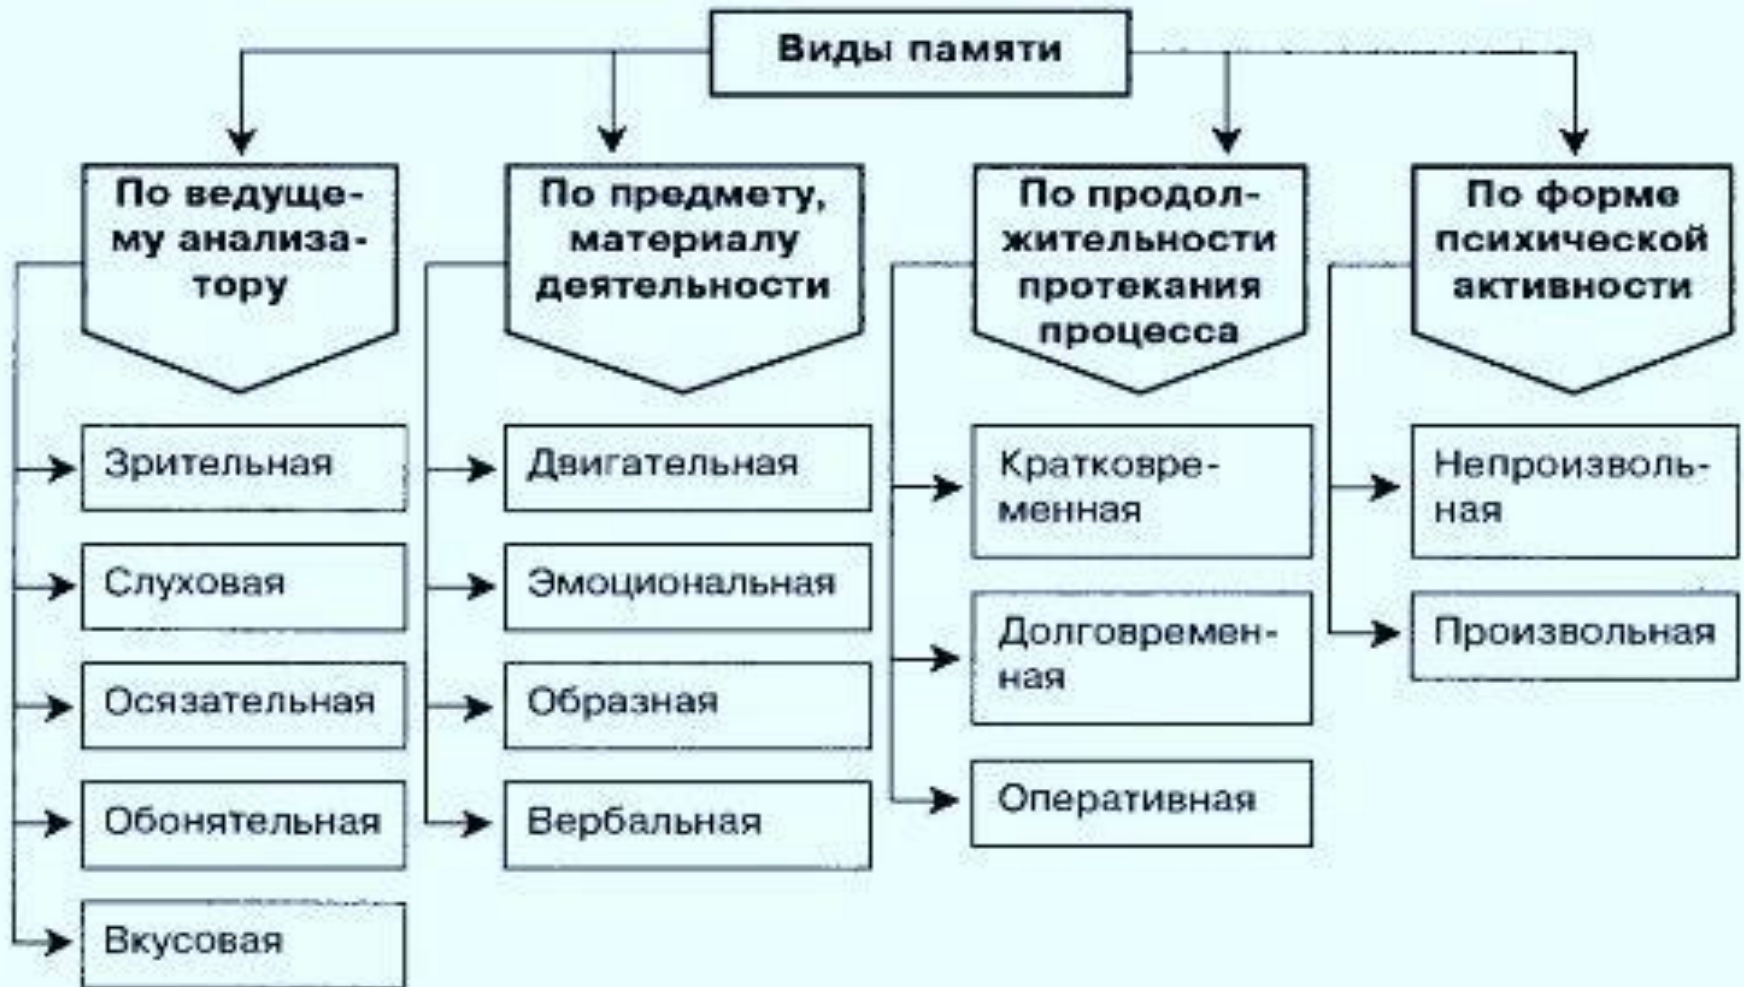 Виды памяти
По ведуще-
му анализа-
тору
Зрительная
Слуховая
Осязательная
Обонятельная
Вкусовая
По предмету,
материалу
деятельности
Двигательная
Эмоциональная
Образная
Вербальная
По продол-
жительности
протекания
процесса
Кратковре-
менная
Долговремен-
ная
Оперативная
По форме
психической
активности
Непроизволь-
ная
Произвольная